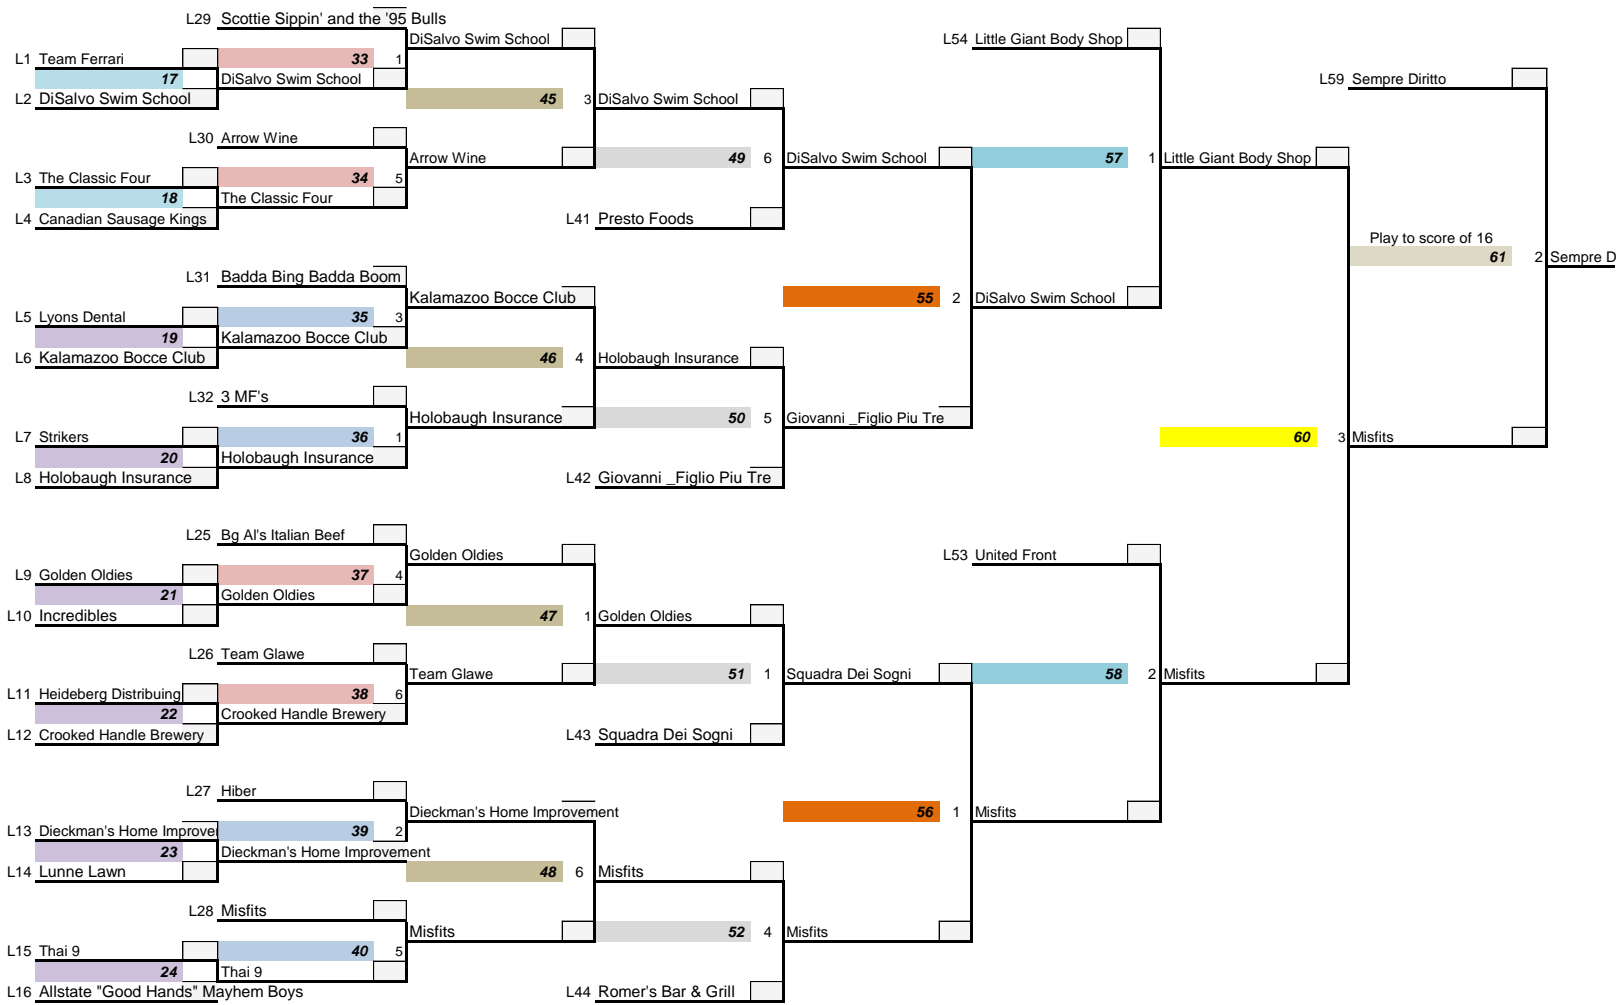 L29 Scottie Sippin' and the '95 Bulls
DiSalvo Swim School
L54 Little Giant Body Shop
L1 Team Ferrari
33 1
L59 Sempre Diritto
17
DiSalvo Swim School
L2 DiSalvo Swim School
45 3
DiSalvo Swim School
L30 Arrow Wine
Arrow Wine
49 6
DiSalvo Swim School
57 1
Little Giant Body Shop
L3 The Classic Four
34 5
18
The Classic Four
L4 Canadian Sausage Kings
L41 Presto Foods
Play to score of 16
61 2
Sempre D
L31 Badda Bing Badda Boom
Kalamazoo Bocce Club
55 2
DiSalvo Swim School
L5 Lyons Dental
35 3
19
Kalamazoo Bocce Club
L6 Kalamazoo Bocce Club
46 4
Holobaugh Insurance
L32 3 MF's
Holobaugh Insurance
50 5
Giovanni _Figlio Piu Tre
L7 Strikers
36 1
60 3
Misfits
20
Holobaugh Insurance
L8 Holobaugh Insurance
L42 Giovanni _Figlio Piu Tre
L25 Bg Al's Italian Beef
Golden Oldies
L53 United Front
L9 Golden Oldies
37 4
21
Golden Oldies
L10 Incredibles
47 1
Golden Oldies
L26 Team Glawe
Team Glawe
51 1
Squadra Dei Sogni
58 2
Misfits
L11 Heideberg Distribuing
38 6
22
Crooked Handle Brewery
L12 Crooked Handle Brewery
L43 Squadra Dei Sogni
L27 Hiber
Dieckman's Home Improvement
56 1
Misfits
L13 Dieckman's Home Improve
39 2
23
Dieckman's Home Improvement
L14 Lunne Lawn
48 6
Misfits
L28 Misfits
Misfits
52 4
Misfits
L15 Thai 9
40 5
24
Thai 9
L16 Allstate "Good Hands" Mayhem Boys
L44 Romer's Bar & Grill